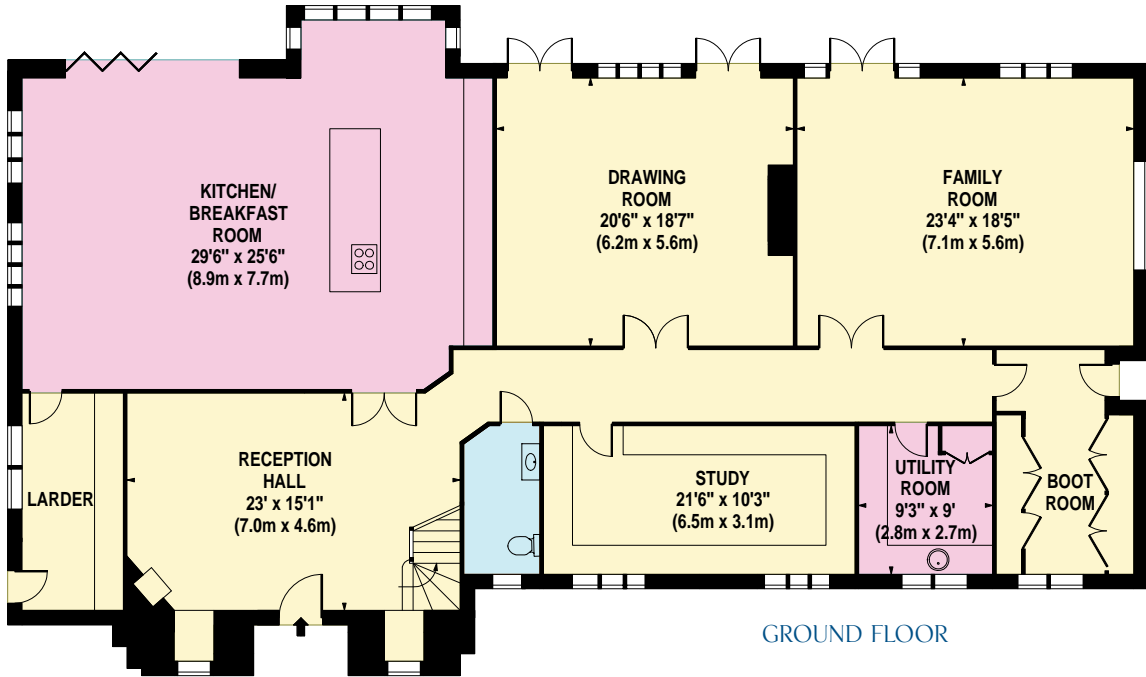 KITCHEN/
BREAKFAST
ROOM
29'6" x 25'6"
(8.9m x 7.7m)
DRAWING
ROOM
20'6" x 18'7"
(6.2m x 5.6m)
FAMILY
ROOM
23'4" x 18'5"
(7.1m x 5.6m)
LARDER
RECEPTION
HALL
23' x 15'1"
(7.0m x 4.6m)
STUDY
21'6" x 10'3"
(6.5m x 3.1m)
UTILITY
ROOM
9'3" x 9'
(2.8m x 2.7m)
BOOT
ROOM
GROUND FLOOR